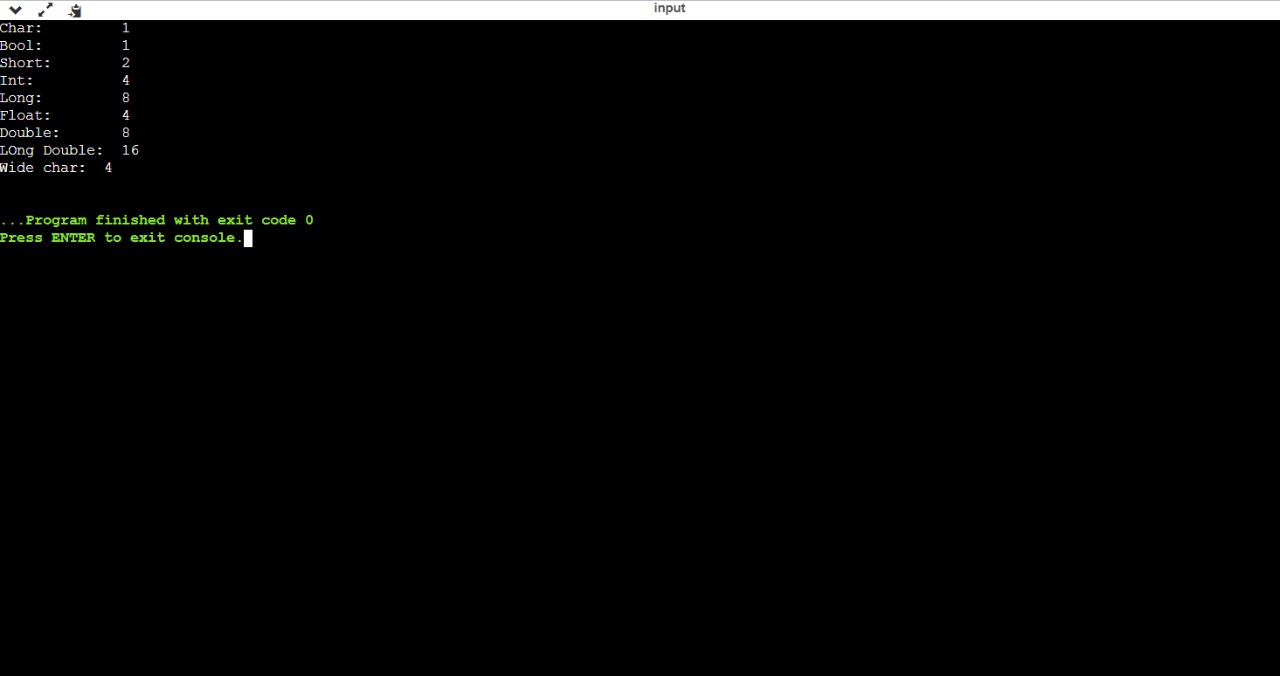 input
Char:         1
Bool:         1
Short:        2
Int:          4
Long:         8
Float:        4
Double:       8
LOng Double:  16
Wide char:  4
...Program finished with exit code 0
Press ENTER to exit console.